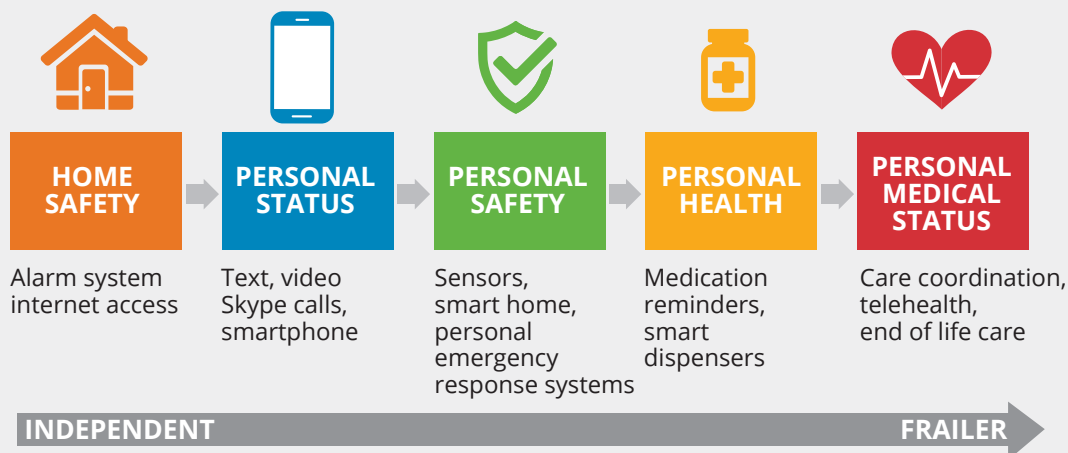 HOME
SAFETY
PERSONAL
STATUS
PERSONAL
SAFETY
PERSONAL
HEALTH
PERSONAL
MEDICAL
STATUS
Alarm system
internet access
Text, video
Skype calls,
smartphone
Sensors,
smart home,
personal
emergency
response systems
Medication
reminders,
smart
dispensers
Care coordination,
telehealth,
end of life care
INDEPENDENT
FRAILER